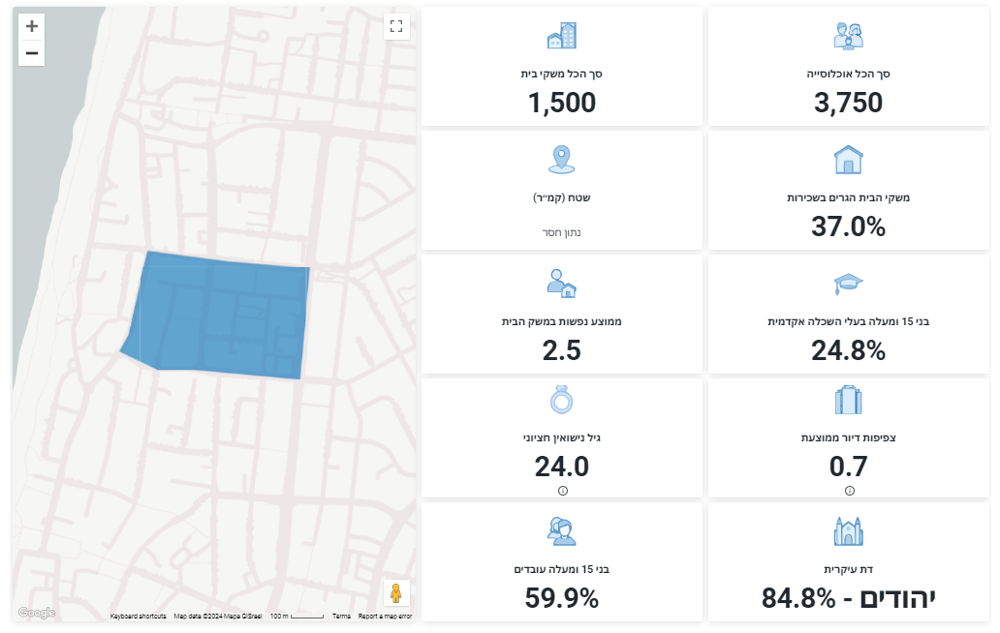 סך הכל אוכלוסייה
3,750
סך הכל משקי בית
1,500
משקי הבית הגרים בשכירות
37.0%
שטח (קמ״ר)
נתון חסר
בני 15 ומעלה בעלי השכלה אקדמית
24.8%
ממוצע נפשות במשק הבית
2.5
צפיפות דיור ממוצעת
0.7
גיל נישואין חציוני
24.0
דת עיקרית
יהודים - 84.8%
בני 15 ומעלה עובדים
59.9%
Google
Keyboard shortcuts Map data ©2024 Mapa GISrael 100 m Terms Report a map error